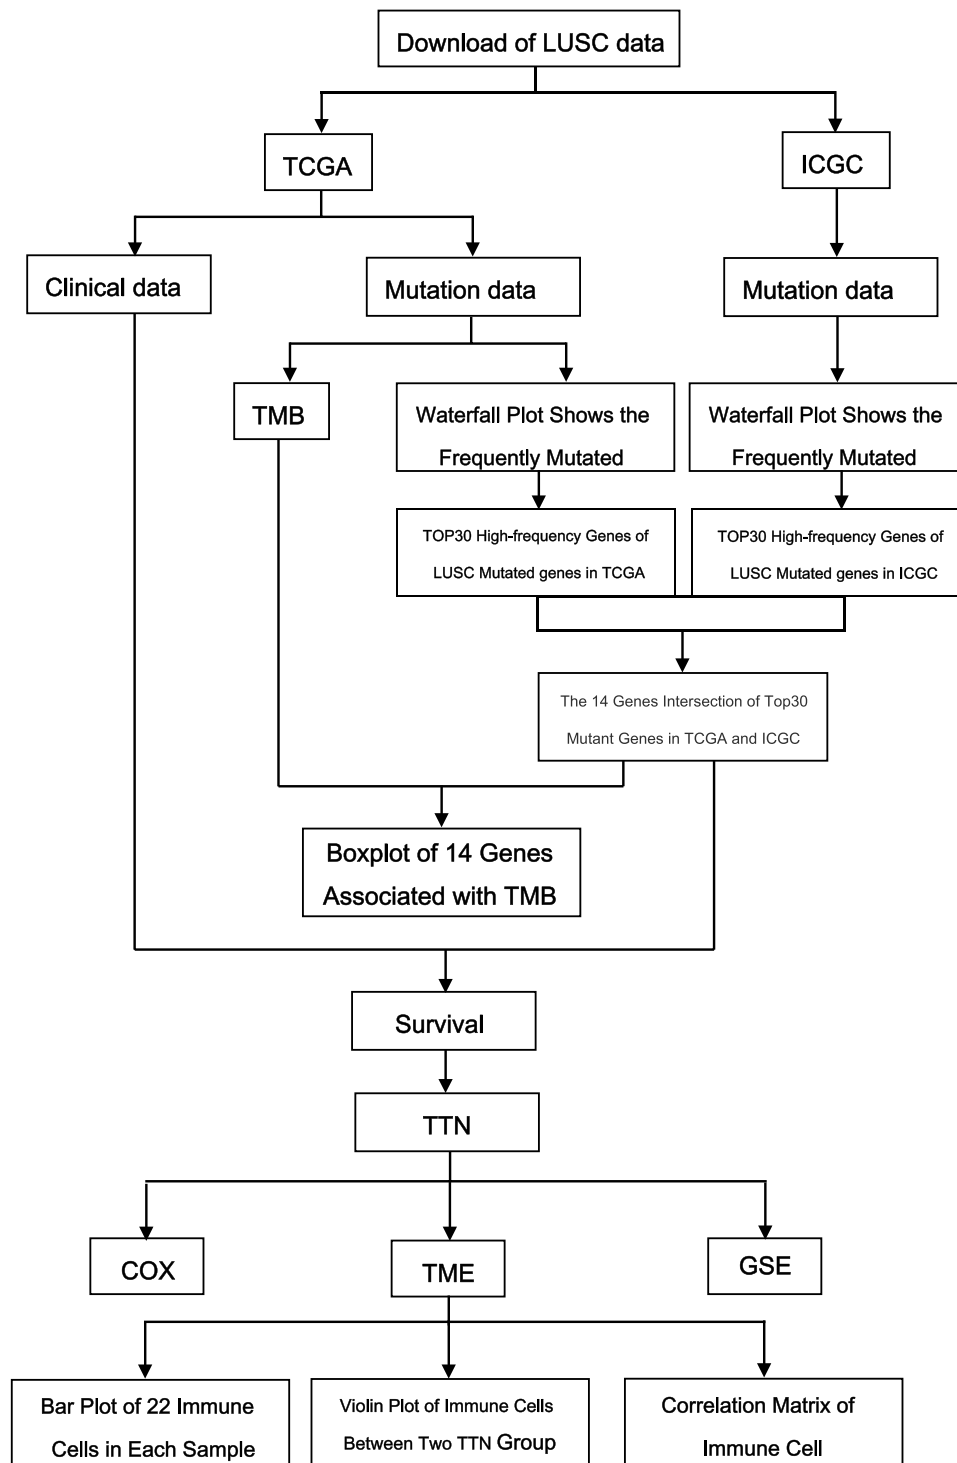 Download of LUSC data
TCGA
ICGC
Clinical data
Mutation data
Mutation data
TMB
Waterfall Plot Shows the
Frequently Mutated
Waterfall Plot Shows the
Frequently Mutated
TOP30 High-frequency Genes of
LUSC Mutated genes in TCGA
TOP30 High-frequency Genes of
LUSC Mutated genes in ICGC
The 14 Genes Intersection of Top30
Mutant Genes in TCGA and ICGC
Boxplot of 14 Genes
Associated with TMB
Survival
TTN
COX
TME
GSE
Bar Plot of 22 Immune
Cells in Each Sample
Violin Plot of Immune Cells
Between Two TTN Group
Correlation Matrix of
Immune Cell